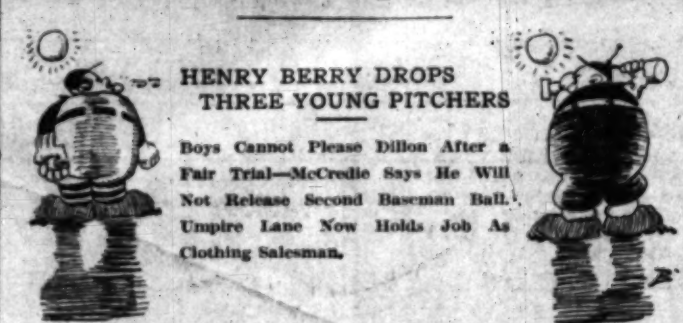 HENRY BERRY DROPS
THREE YOUNG PITCHERS
Boys Cannot Please Dillon After a
Fair Trial—McCredie Says He Will
Not Release Second Baseman Ball.
Umpire Lane Now Holds Job As
Clothing Salesman.